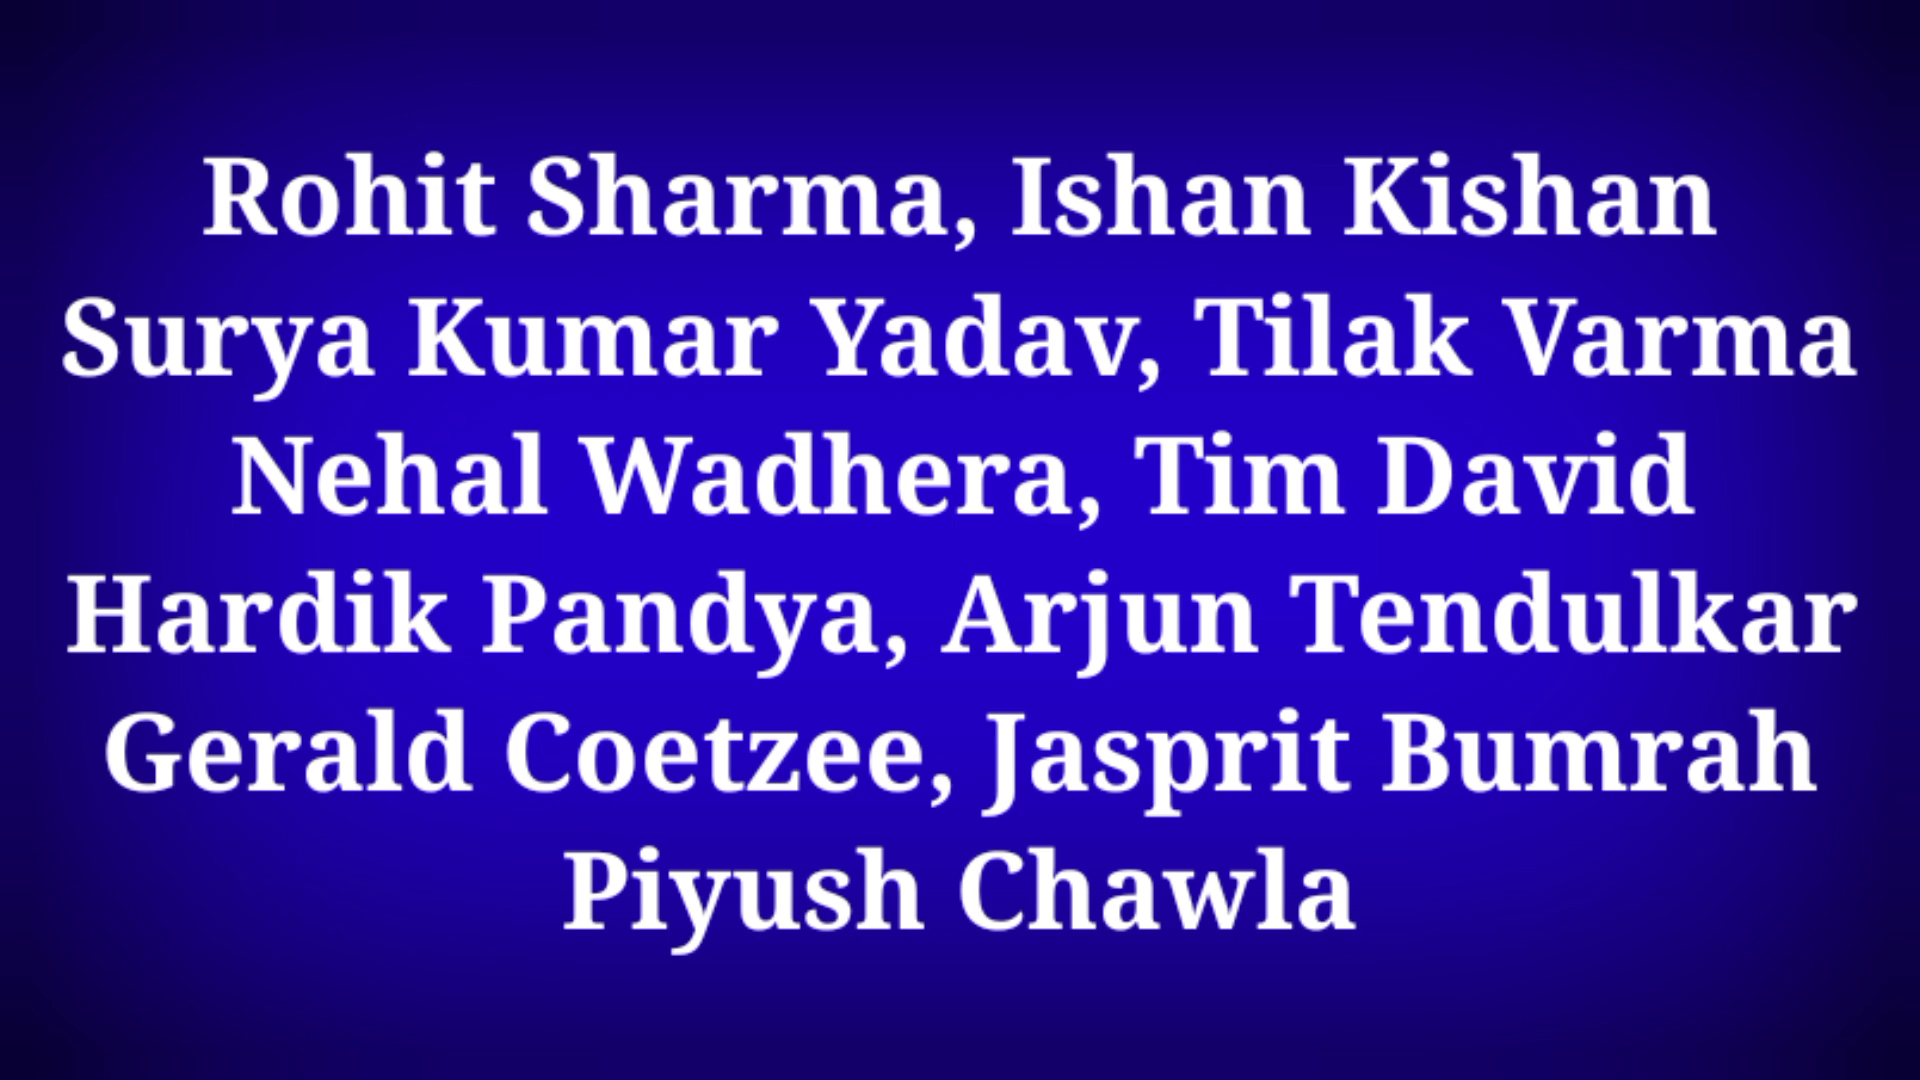 Rohit Sharma, Ishan Kishan
Surya Kumar Yadav, Tilak Varma
Nehal Wadhera, Tim David
Hardik Pandya, Arjun Tendulkar
Gerald Coetzee, Jasprit Bumrah
Piyush Chawla